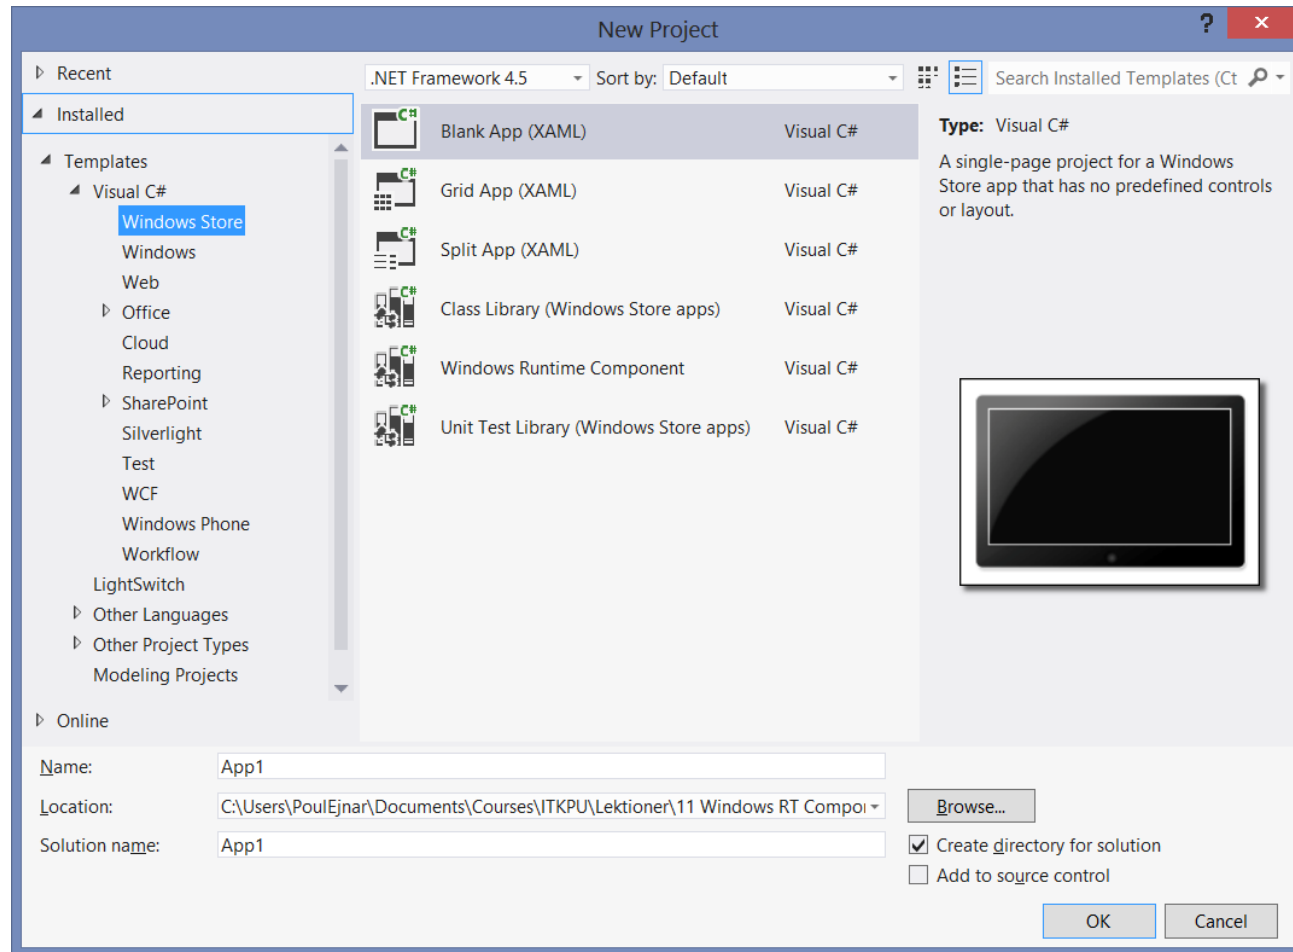 New Project
?
Recent
Installed
Templates
Visual C#
Windows Store
Windows
Web
Office
Cloud
Reporting
SharePoint
Silverlight
Test
WCF
Windows Phone
Workflow
LightSwitch
Other Languages
Other Project Types
Modeling Projects
Online
.NET Framework 4.5 Sort by: Default
Search Installed Templates (Ct
C# Blank App (XAML) Visual C#
C# Grid App (XAML) Visual C#
C# Split App (XAML) Visual C#
C# Class Library (Windows Store apps) Visual C#
C# Windows Runtime Component Visual C#
C# Unit Test Library (Windows Store apps) Visual C#
Type: Visual C#
A single-page project for a Windows
Store app that has no predefined controls
or layout.
Name: App1
Location: C:\Users\PoulEjnar\Documents\Courses\ITKPU\Lektioner\11 Windows RT Compo
Browse...
Solution name: App1
Create directory for solution
Add to source control
OK Cancel